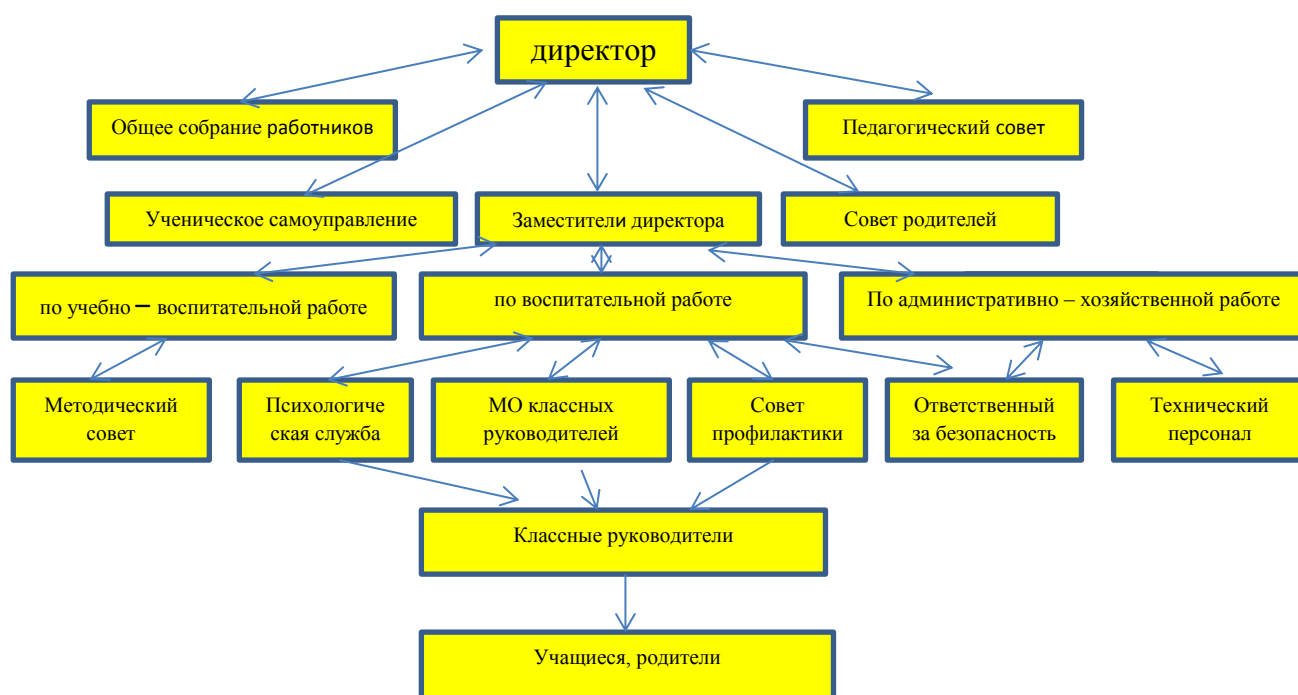 директор
Общее собрание работников
Педагогический совет
Ученическое самоуправление
Заместители директора
Совет родителей
по учебно – воспитательной работе
по воспитательной работе
По административно – хозяйственной работе
Методический
совет
Психологиче
ская служба
МО классных
руководителей
Совет
профилактики
Ответственный
за безопасность
Технический
персонал
Классные руководители
Учащиеся, родители